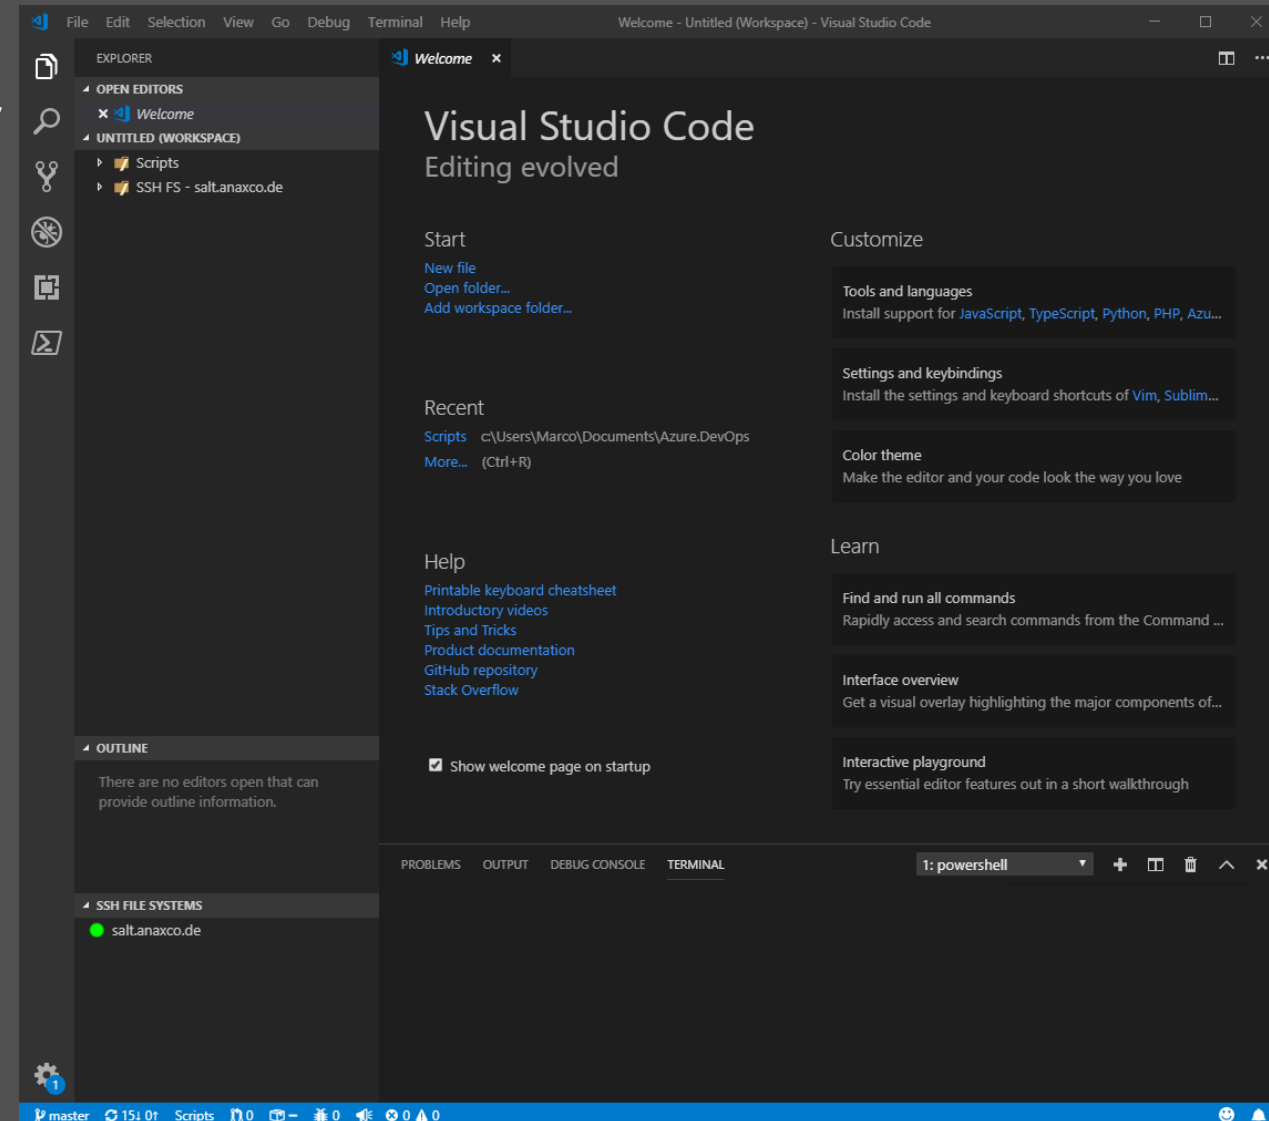 File Edit Selection View Go Debug Terminal Help Welcome - Untitled (Workspace) - Visual Studio Code
EXPLORER
OPEN EDITORS
Welcome
UNTITLED (WORKSPACE)
Scripts
SSH FS - salt.anaxco.de
OUTLINE
There are no editors open that can
provide outline information.
SSH FILE SYSTEMS
salt.anaxco.de
1
Welcome
Visual Studio Code
Editing evolved
Start
New file
Open folder...
Add workspace folder...
Recent
Scripts c:\Users\Marco\Documents\Azure.DevOps
More... (Ctrl+R)
Help
Printable keyboard cheatsheet
Introductory videos
Tips and Tricks
Product documentation
GitHub repository
Stack Overflow
Show welcome page on startup
Customize
Tools and languages
Install support for JavaScript, TypeScript, Python, PHP, Azu...
Settings and keybindings
Install the settings and keyboard shortcuts of Vim, Sublim...
Color theme
Make the editor and your code look the way you love
Learn
Find and run all commands
Rapidly access and search commands from the Command ...
Interface overview
Get a visual overlay highlighting the major components of...
Interactive playground
Try essential editor features out in a short walkthrough
PROBLEMS OUTPUT DEBUG CONSOLE TERMINAL 1: powershell
master 15↓ 0↑ Scripts 0 – 0 0 0